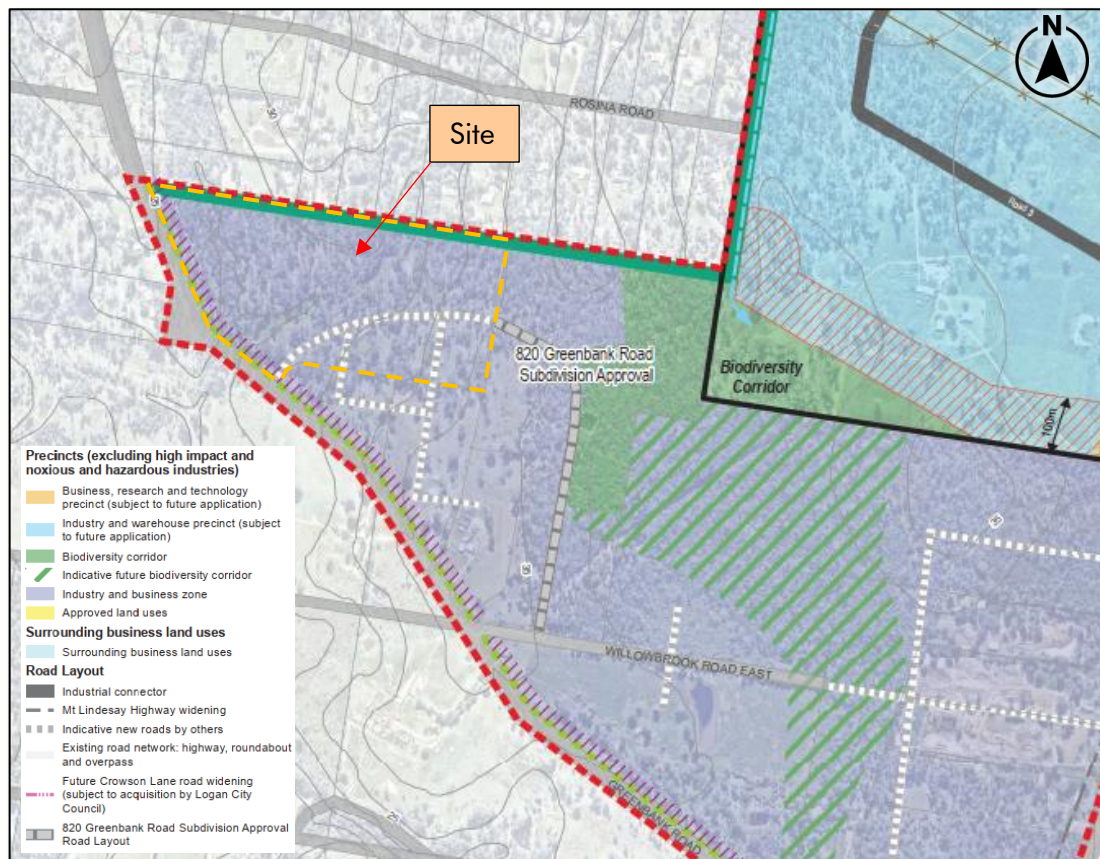 N
ROSINA ROAD
Site
30
Road 3
820 Greenbank Road
Subdivision Approval
Biodiversity
Corridor
100m
Precincts (excluding high impact and
noxious and hazardous industries)
Business, research and technology
precinct (subject to future application)
Industry and warehouse precinct (subject
to future application)
Biodiversity corridor
Indicative future biodiversity corridor
Industry and business zone
Approved land uses
Surrounding business land uses
Surrounding business land uses
Road Layout
Industrial connector
Mt Lindesay Highway widening
Indicative new roads by others
Existing road network: highway, roundabout
and overpass
Future Crowson Lane road widening
(subject to acquisition by Logan City
Council)
820 Greenbank Road Subdivision Approval
Road Layout
WILLOWBROOK ROAD EAST
25
GREENBANK ROAD